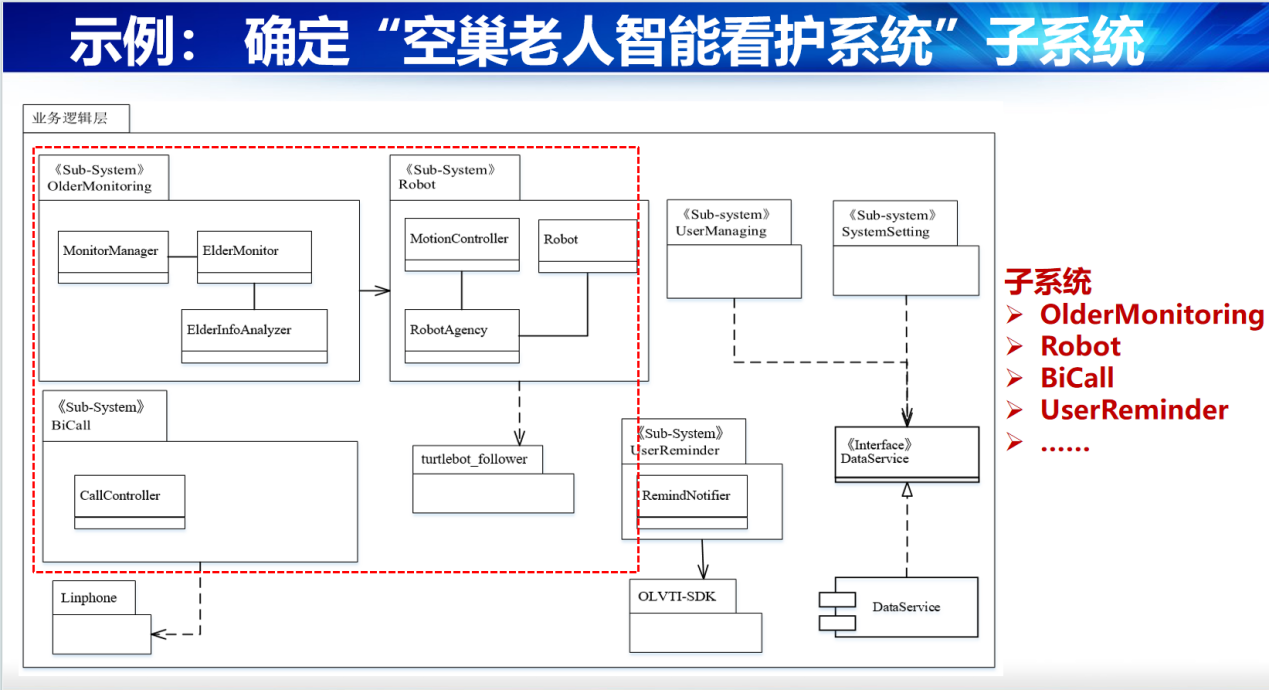 示例： 确定“空巢老人智能看护系统”子系统
业务逻辑层
《Sub-System》
OlderMonitoring
MonitorManager
ElderMonitor
ElderInfoAnalyzer
《Sub-System》
Robot
MotionController
Robot
RobotAgency
《Sub-system》
UserManaging
《Sub-system》
SystemSetting
《Sub-System》
BiCall
CallController
turtlebot_follower
《Sub-System》
UserReminder
RemindNotifier
《Interface》
DataService
Linphone
OLVTI-SDK
DataService
子系统
➢ OlderMonitoring
➢ Robot
➢ BiCall
➢ UserReminder
➢ ……